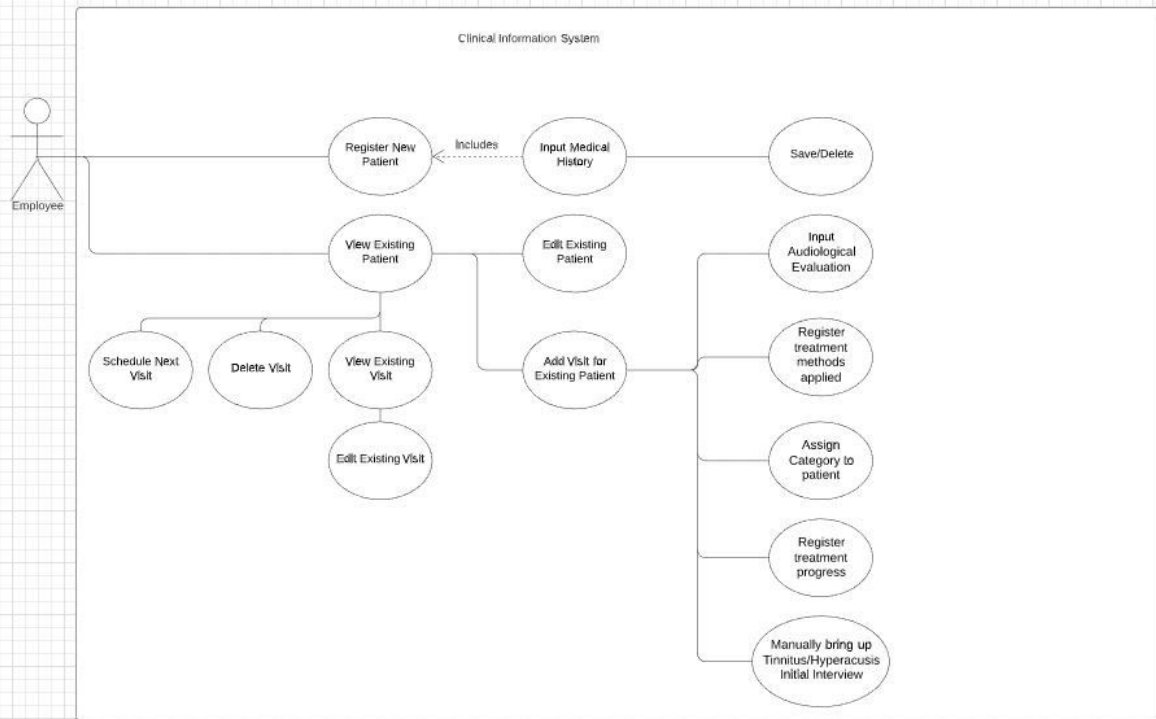 Clinical Information System
Employee
Register New
Patient
Includes
Input Medical
History
Save/Delete
View Existing
Patient
Edit Existing
Patient
Input
Audiological
Evaluation
Schedule Next
Visit
Delete Visit
View Existing
Visit
Add Visit for
Existing Patient
Register
treatment
methods
applied
Edit Existing Visit
Assign
Category to
patient
Register
treatment
progress
Manually bring up
Tinnitus/Hyperacusis
Initial Interview